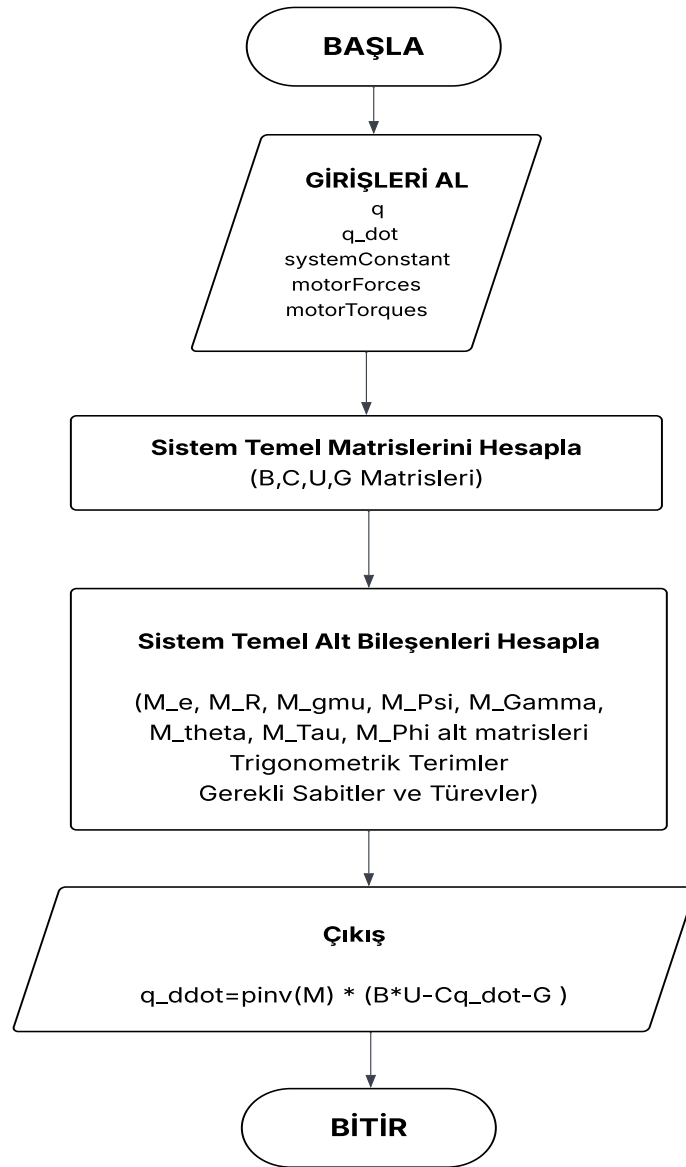 BAŞLA
GİRİŞLERİ AL
q
q_dot
systemConstant
motorForces
motorTorques
Sistem Temel Matrislerini Hesapla
(B,C,U,G Matrisleri)
Sistem Temel Alt Bileşenleri Hesapla
(M_e, M_R, M_gmu, M_Psi, M_Gamma,
M_theta, M_Tau, M_Phi alt matrisleri
Trigonometrik Terimler
Gerekli Sabitler ve Türevler)
Çıkış
q_ddot=pinv(M) * (B*U-Cq_dot-G )
BİTİR